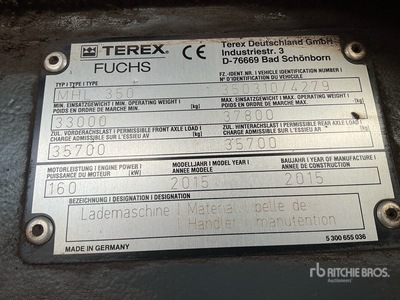 TEREX®
FUCHS
CE
Terex Deutschland GmbH
Industriestr. 3
D-76669 Bad Schönborn
TYP | TYPE | TYPE
FZ.-IDENT.-NR. | VEHICLE IDENTIFICATION NUMBER |
N° D'IDENTIFICATION DU VÉHICULE
MHL 350
MIN. EINSATZGEWICHT | MIN. OPERATING WEIGHT |
POIDS EN ORDRE DE MARCHE MIN. [kg]
MAX. EINSATZGEWICHT | MAX. OPERATING WEIGHT |
POIDS EN ORDRE DE MARCHE MAX. [kg]
33000
37800
ZUL. VORDERACHSLAST | PERMISSIBLE FRONT AXLE LOAD |
CHARGE ADMISSIBLE SUR L'ESSIEU AV [kg]
ZUL. HINTERACHSLAST | PERMISSIBLE REAR AXLE LOAD |
CHARGE ADMISSIBLE SUR L'ESSIEU AR [kg]
35700
35700
MOTORLEISTUNG | ENGINE POWER |
PUISSANCE DU MOTEUR [kW]
MODELLJAHR | MODEL YEAR |
ANNÉE MODELE
BAUJAHR | YEAR OF MANUFACTURE |
ANNÉE DE CONSTRUCTION
160
2015
2015
BEZEICHNUNG | DESIGNATION | DESIGNATION
Lademaschine | Material | pelle de
| Handler | manutention
MADE IN GERMANY
5 300 655 036
rb RITCHIE BROS.